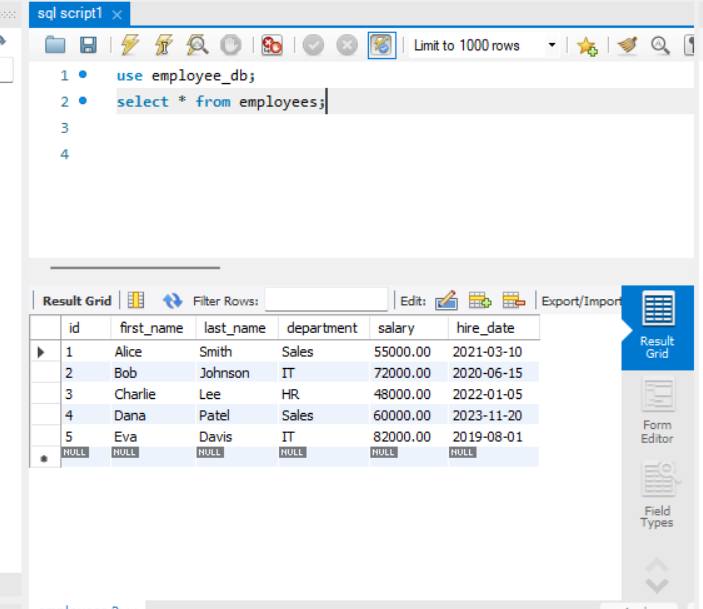 sql script1
Limit to 1000 rows
1 use employee_db;
2 select * from employees;
3
4
Result Grid Filter Rows: Edit: Export/Import
id first_name last_name department salary hire_date
1 Alice Smith Sales 55000.00 2021-03-10
2 Bob Johnson IT 72000.00 2020-06-15
3 Charlie Lee HR 48000.00 2022-01-05
4 Dana Patel Sales 60000.00 2023-11-20
5 Eva Davis IT 82000.00 2019-08-01
NULL NULL NULL NULL NULL NULL
Result
Grid
Form
Editor
Field
Types